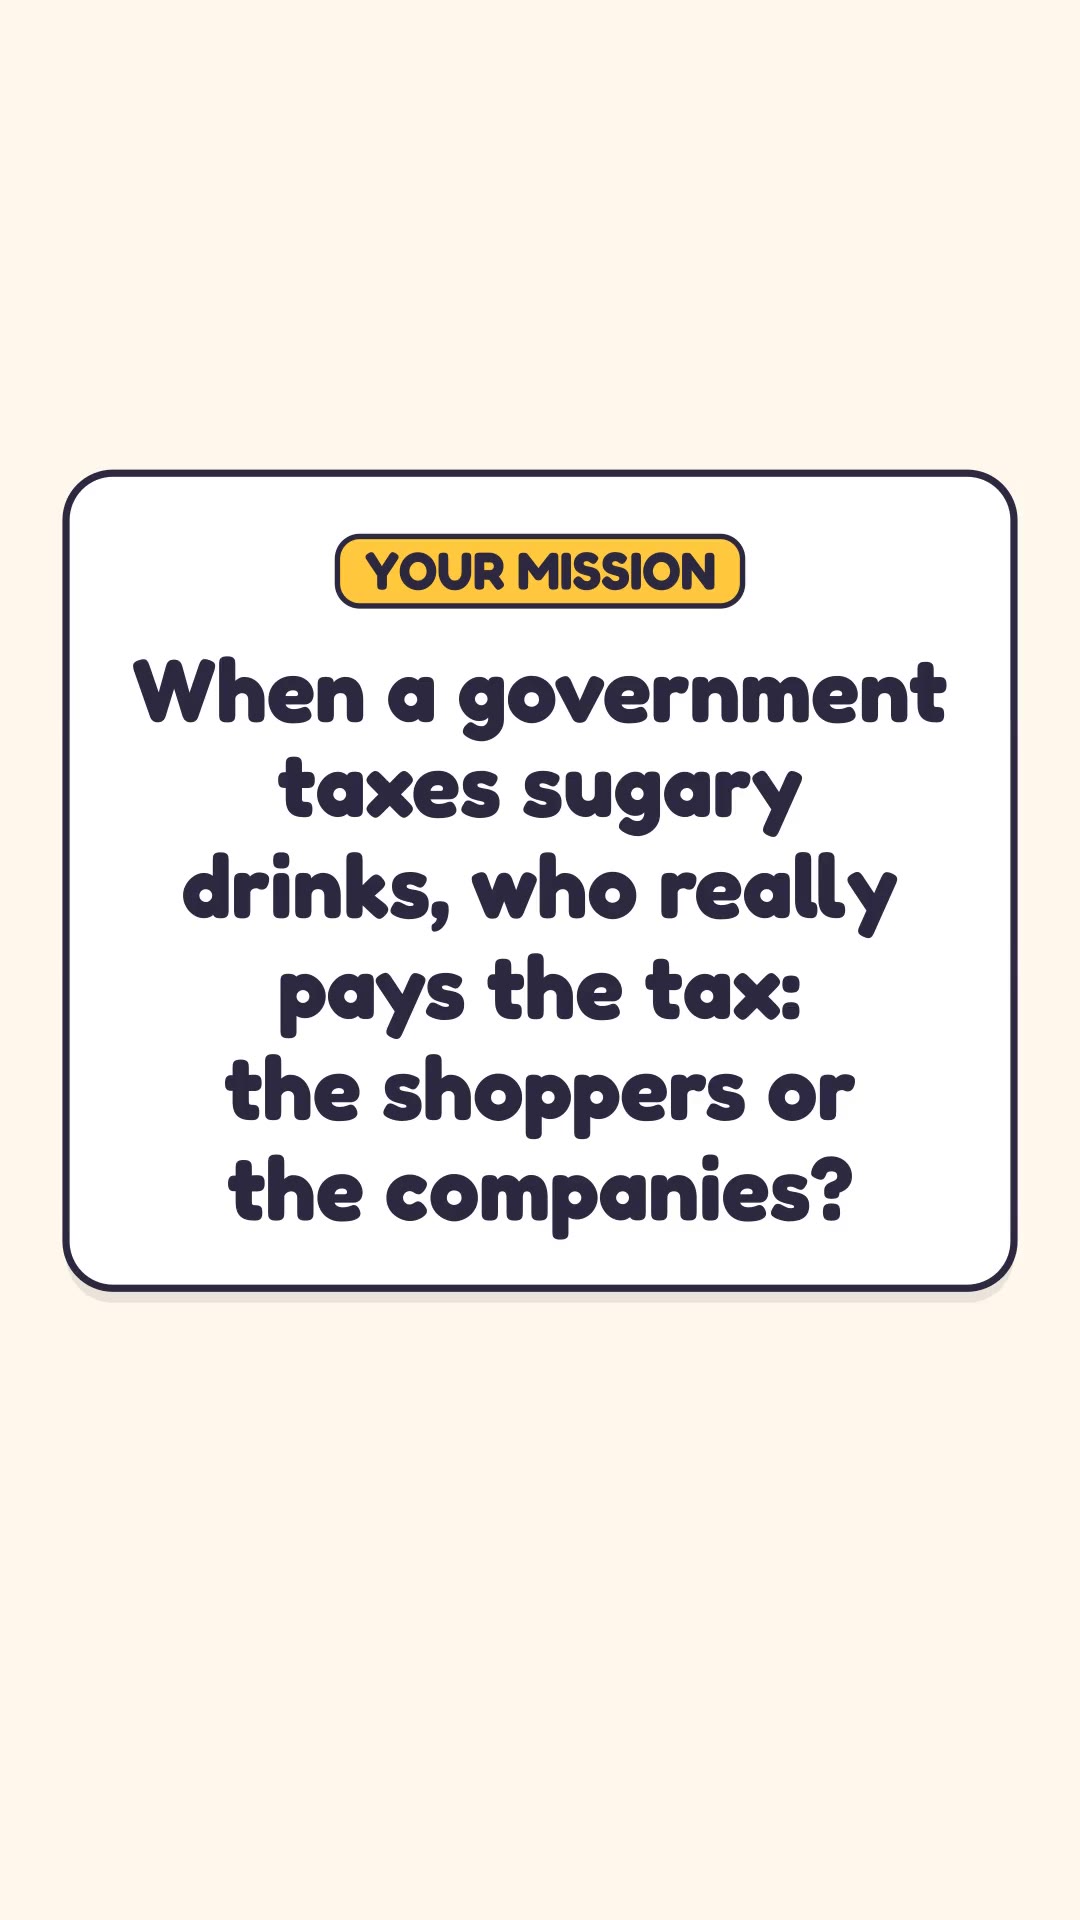 YOUR MISSION
When a government
taxes sugary
drinks, who really
pays the tax:
the shoppers or
the companies?